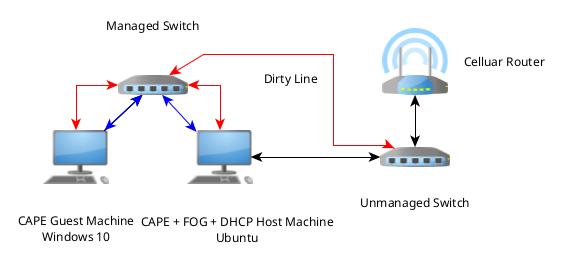 Managed Switch
Celluar Router
Dirty Line
Unmanaged Switch
CAPE Guest Machine
Windows 10
CAPE + FOG + DHCP Host Machine
Ubuntu